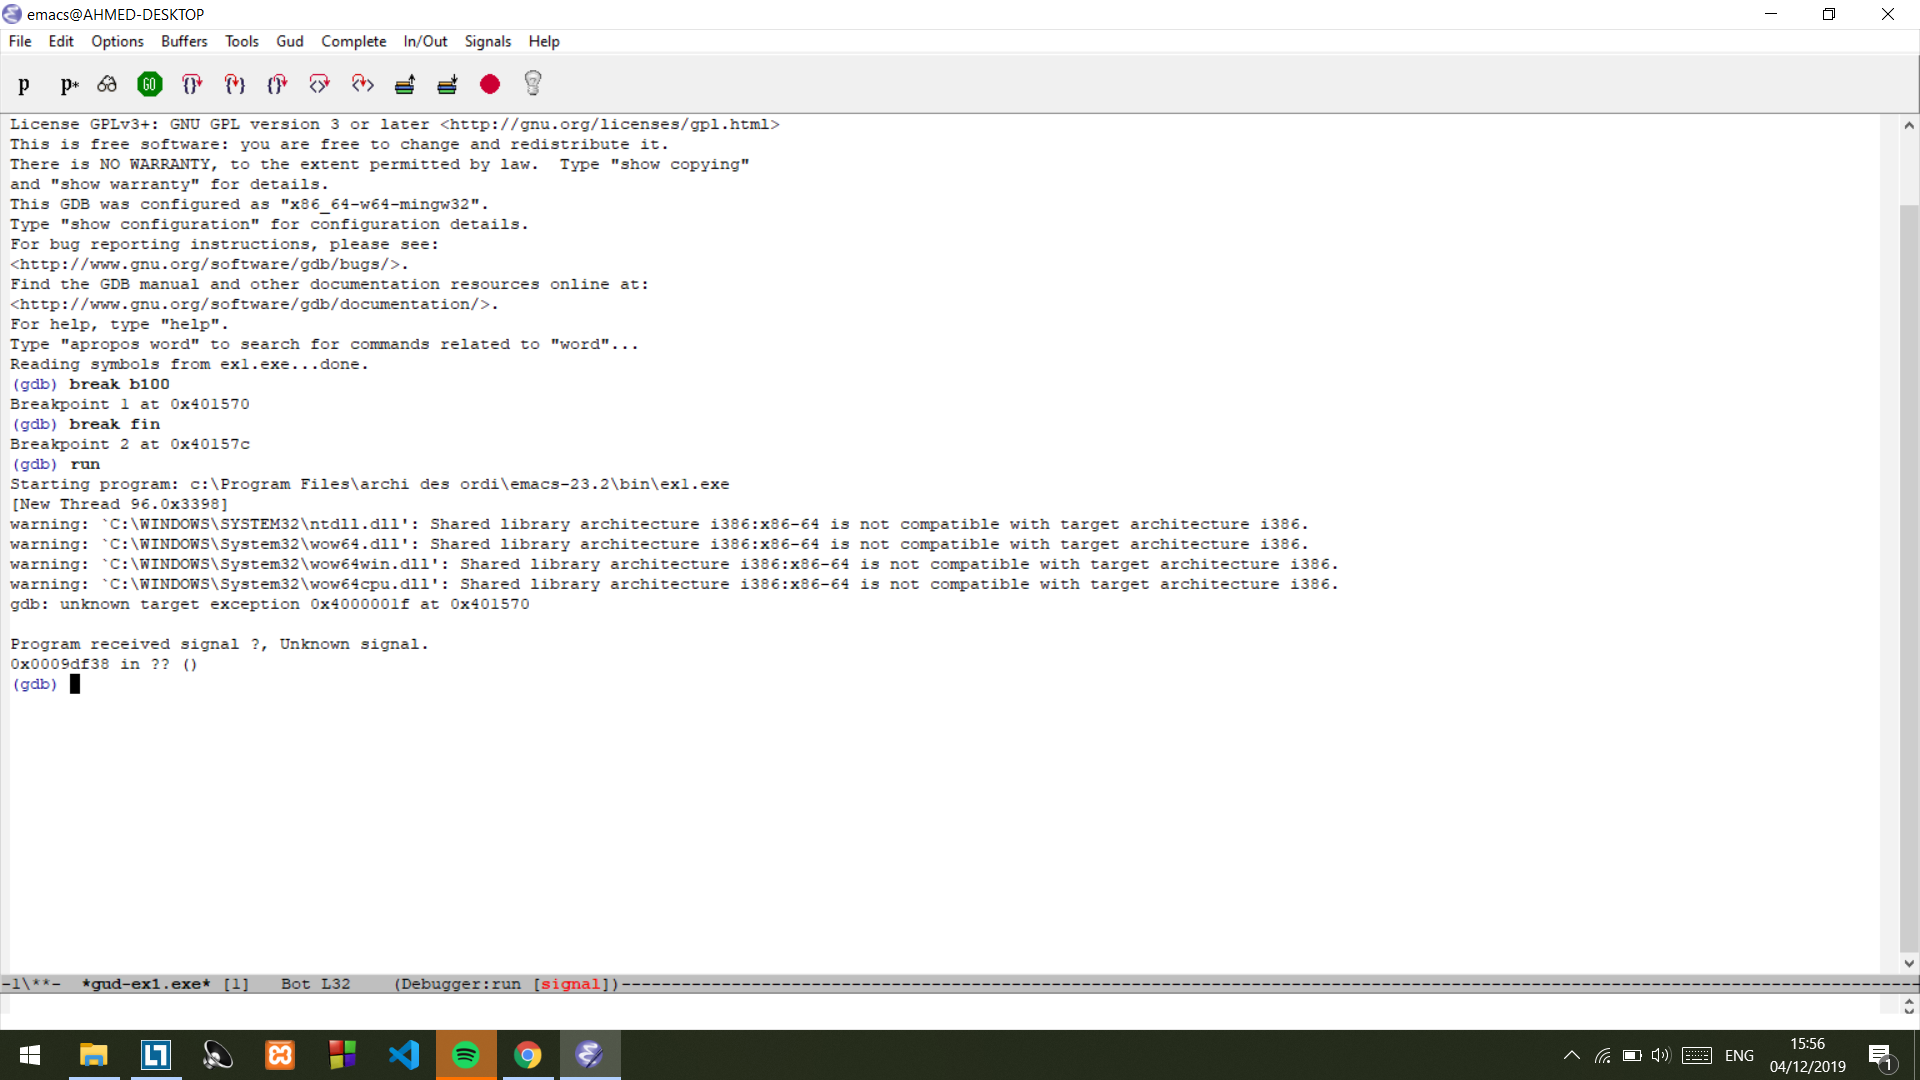 emacs@AHMED-DESKTOP
File Edit Options Buffers Tools Gud Complete In/Out Signals Help
p p* GO
License GPLv3+: GNU GPL version 3 or later <http://gnu.org/licenses/gpl.html>
This is free software: you are free to change and redistribute it.
There is NO WARRANTY, to the extent permitted by law.  Type "show copying"
and "show warranty" for details.
This GDB was configured as "x86_64-w64-mingw32".
Type "show configuration" for configuration details.
For bug reporting instructions, please see:
<http://www.gnu.org/software/gdb/bugs/>.
Find the GDB manual and other documentation resources online at:
<http://www.gnu.org/software/gdb/documentation/>.
For help, type "help".
Type "apropos word" to search for commands related to "word"...
Reading symbols from ex1.exe...done.
(gdb) break b100
Breakpoint 1 at 0x401570
(gdb) break fin
Breakpoint 2 at 0x40157c
(gdb) run
Starting program: c:\Program Files\archi des ordi\emacs-23.2\bin\ex1.exe
[New Thread 96.0x3398]
warning: `C:\WINDOWS\SYSTEM32\ntdll.dll': Shared library architecture i386:x86-64 is not compatible with target architecture i386.
warning: `C:\WINDOWS\System32\wow64.dll': Shared library architecture i386:x86-64 is not compatible with target architecture i386.
warning: `C:\WINDOWS\System32\wow64win.dll': Shared library architecture i386:x86-64 is not compatible with target architecture i386.
warning: `C:\WINDOWS\System32\wow64cpu.dll': Shared library architecture i386:x86-64 is not compatible with target architecture i386.
gdb: unknown target exception 0x4000001f at 0x401570
Program received signal ?, Unknown signal.
0x0009df38 in ?? ()
(gdb)
-1\**-  *gud-ex1.exe* [1]   Bot L32    (Debugger:run [signal])----
ENG
15:56
04/12/2019
1